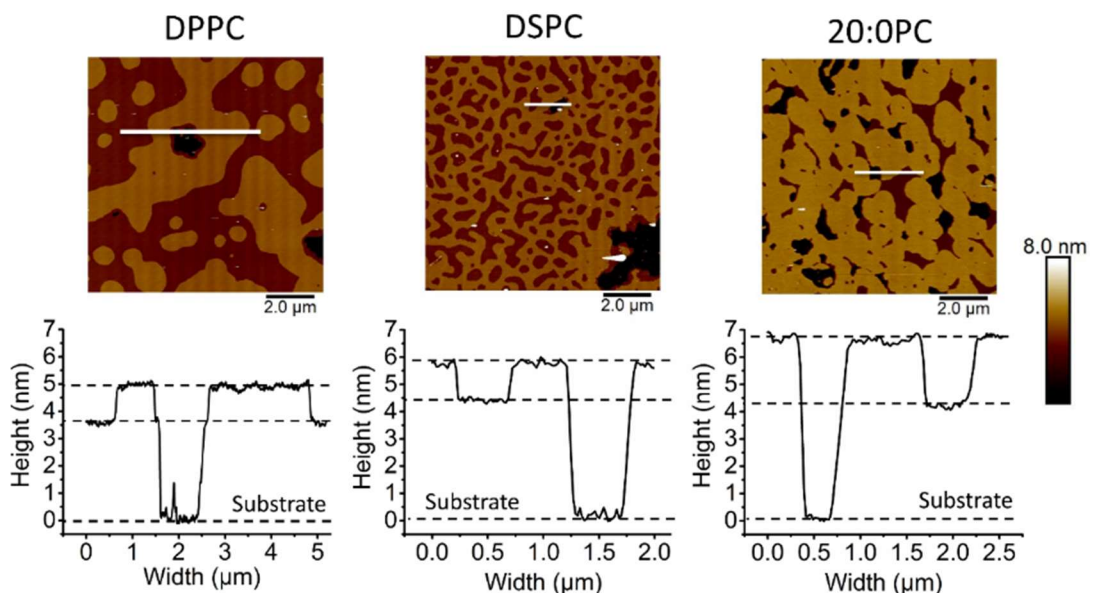 DPPC
DSPC
20:0PC
2.0 µm
2.0 µm
2.0 µm
8.0 nm
Height (nm)
7
6
5
4
3
2
1
0
Substrate
0 1 2 3 4 5
Width (µm)
Height (nm)
7
6
5
4
3
2
1
0
Substrate
0.0 0.5 1.0 1.5 2.0
Width (µm)
Height (nm)
7
6
5
4
3
2
1
0
Substrate
0.0 0.5 1.0 1.5 2.0 2.5
Width (µm)